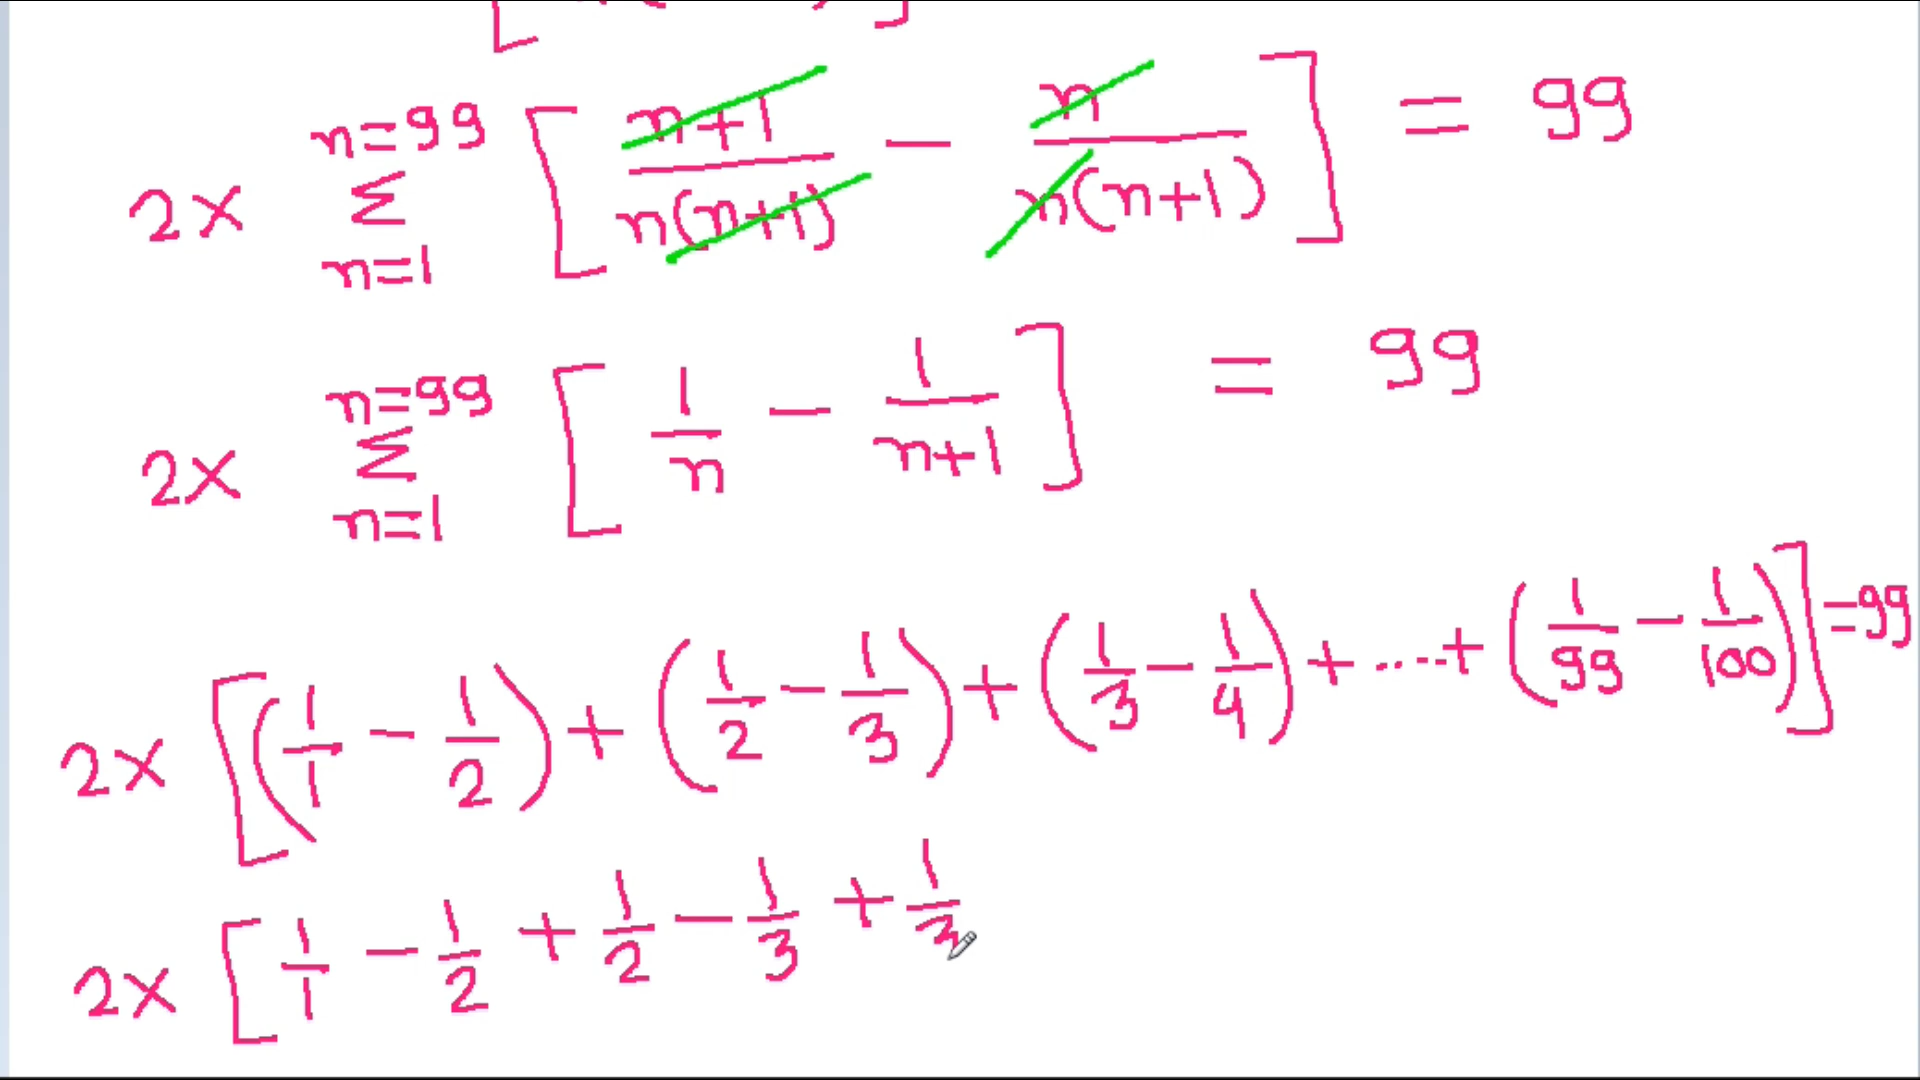 2x n=99 Σ n=1 [ n+1/n(n+1) - n/n(n+1) ] = 99
2x n=99 Σ n=1 [ 1/n - 1/n+1 ] = 99
2x [ (1/1 - 1/2) + (1/2 - 1/3) + (1/3 - 1/4) + ..... + (1/99 - 1/100) ] = 99
2x [ 1/1 - 1/2 + 1/2 - 1/3 + 1/3